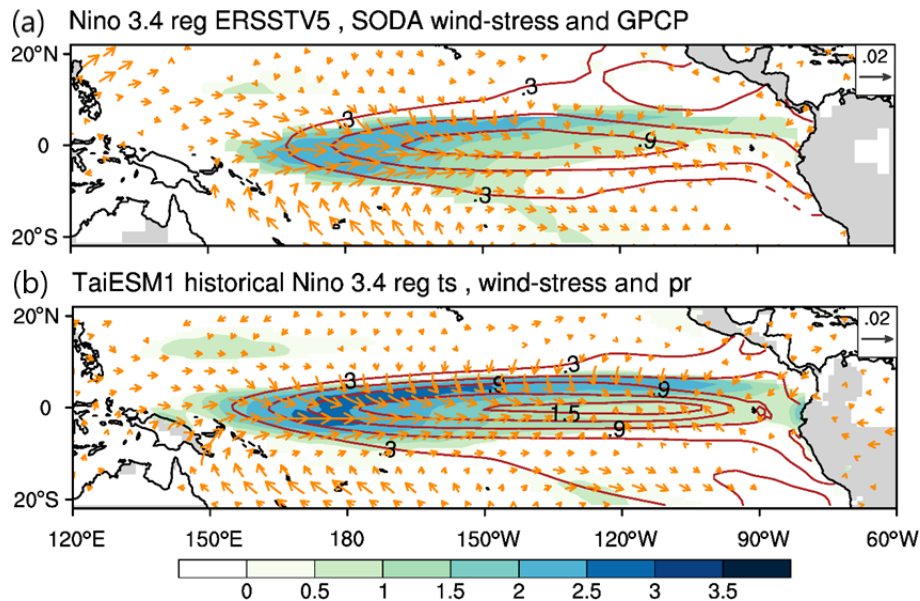 (a) Nino 3.4 reg ERSSTV5 , SODA wind-stress and GPCP
20°N
.02
.3
.3
0
.9
.3
20°S
(b) TaiESM1 historical Nino 3.4 reg ts , wind-stress and pr
20°N
.02
.3
.3
.9
.9
0
1.5
.9
.3
20°S
120°E 150°E 180 150°W 120°W 90°W 60°W
0 0.5 1 1.5 2 2.5 3 3.5